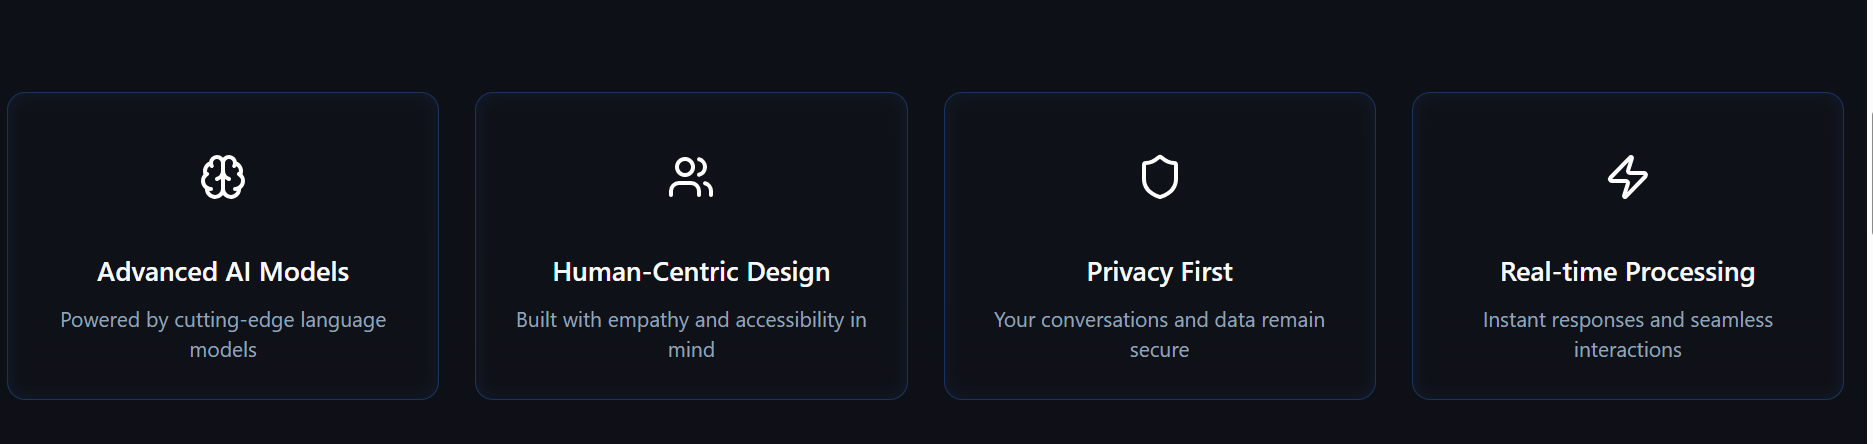 Advanced AI Models
Powered by cutting-edge language
models
Human-Centric Design
Built with empathy and accessibility in
mind
Privacy First
Your conversations and data remain
secure
Real-time Processing
Instant responses and seamless
interactions